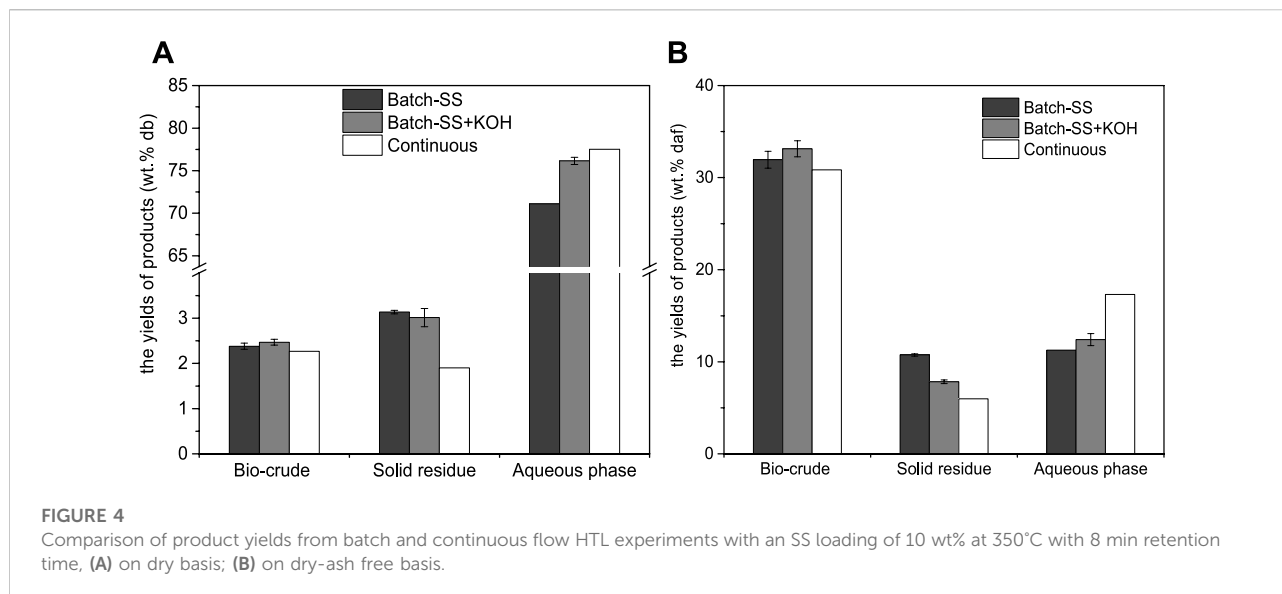 A
the yields of products (wt.% db)
85
80
75
70
65
3
2
1
0
Batch-SS
Batch-SS+KOH
Continuous
Bio-crude
Solid residue
Aqueous phase
B
the yields of products (wt.% daf)
40
30
20
10
0
Batch-SS
Batch-SS+KOH
Continuous
Bio-crude
Solid residue
Aqueous phase
FIGURE 4
Comparison of product yields from batch and continuous flow HTL experiments with an SS loading of 10 wt% at 350°C with 8 min retention
time, (A) on dry basis; (B) on dry-ash free basis.